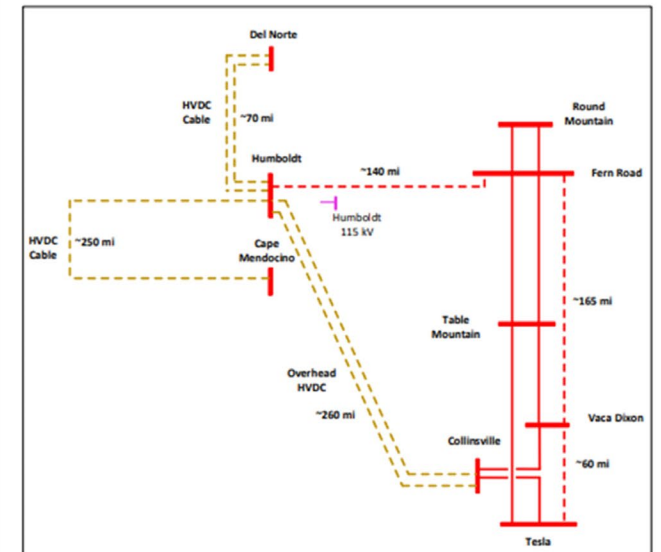 Del Norte
HVDC
Cable
~70 mi
Round
Mountain
Humboldt
~140 mi
Fern Road
Humboldt
115 kV
HVDC
Cable
~250 mi
Cape
Mendocino
~165 mi
Table
Mountain
Overhead
HVDC
~260 mi
Vaca Dixon
Collinsville
~60 mi
Tesla